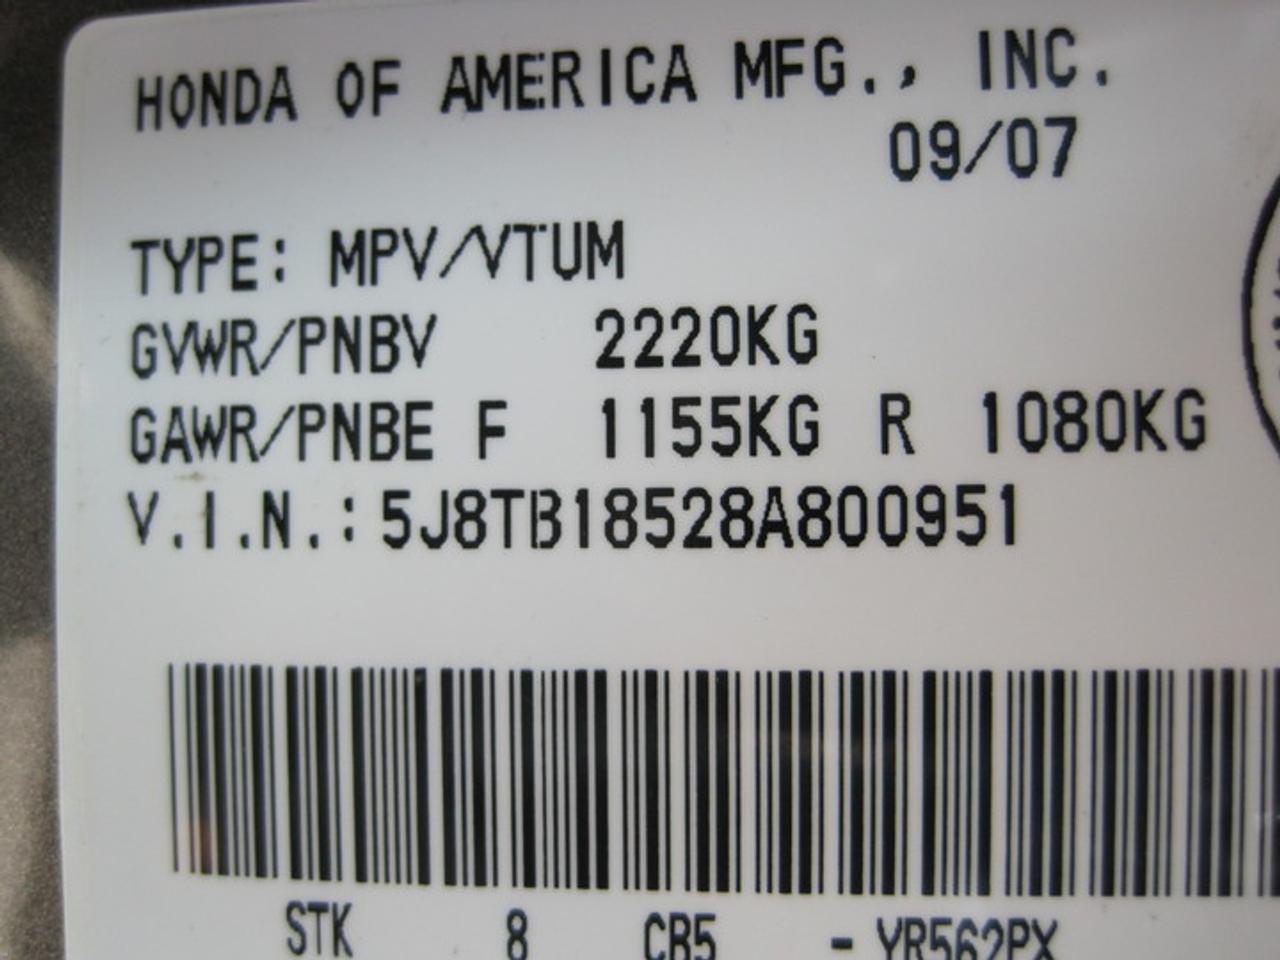 HONDA OF AMERICA MFG., INC.
09/07
TYPE: MPV/VTUM
GVWR/PNBV 2220KG
GAWR/PNBE F 1155KG R 1080KG
V.I.N.: 5J8TB18528A800951
STK 8 CB5 - YR562PX